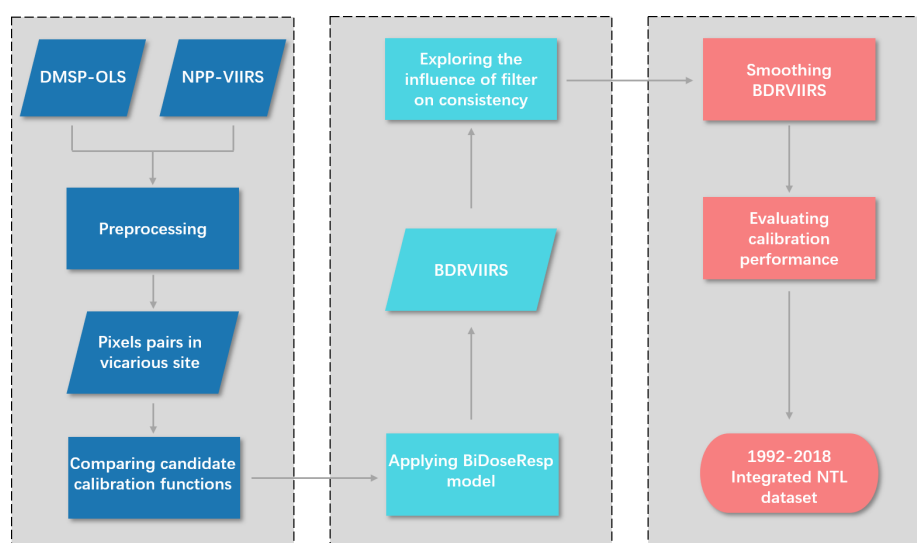 DMSP-OLS
NPP-VIIRS
Preprocessing
Pixels pairs in
vicarious site
Comparing candidate
calibration functions
Exploring the
influence of filter
on consistency
BDRVIIRS
Applying BiDoseResp
model
Smoothing
BDRVIIRS
Evaluating
calibration
performance
1992-2018
Integrated NTL
dataset